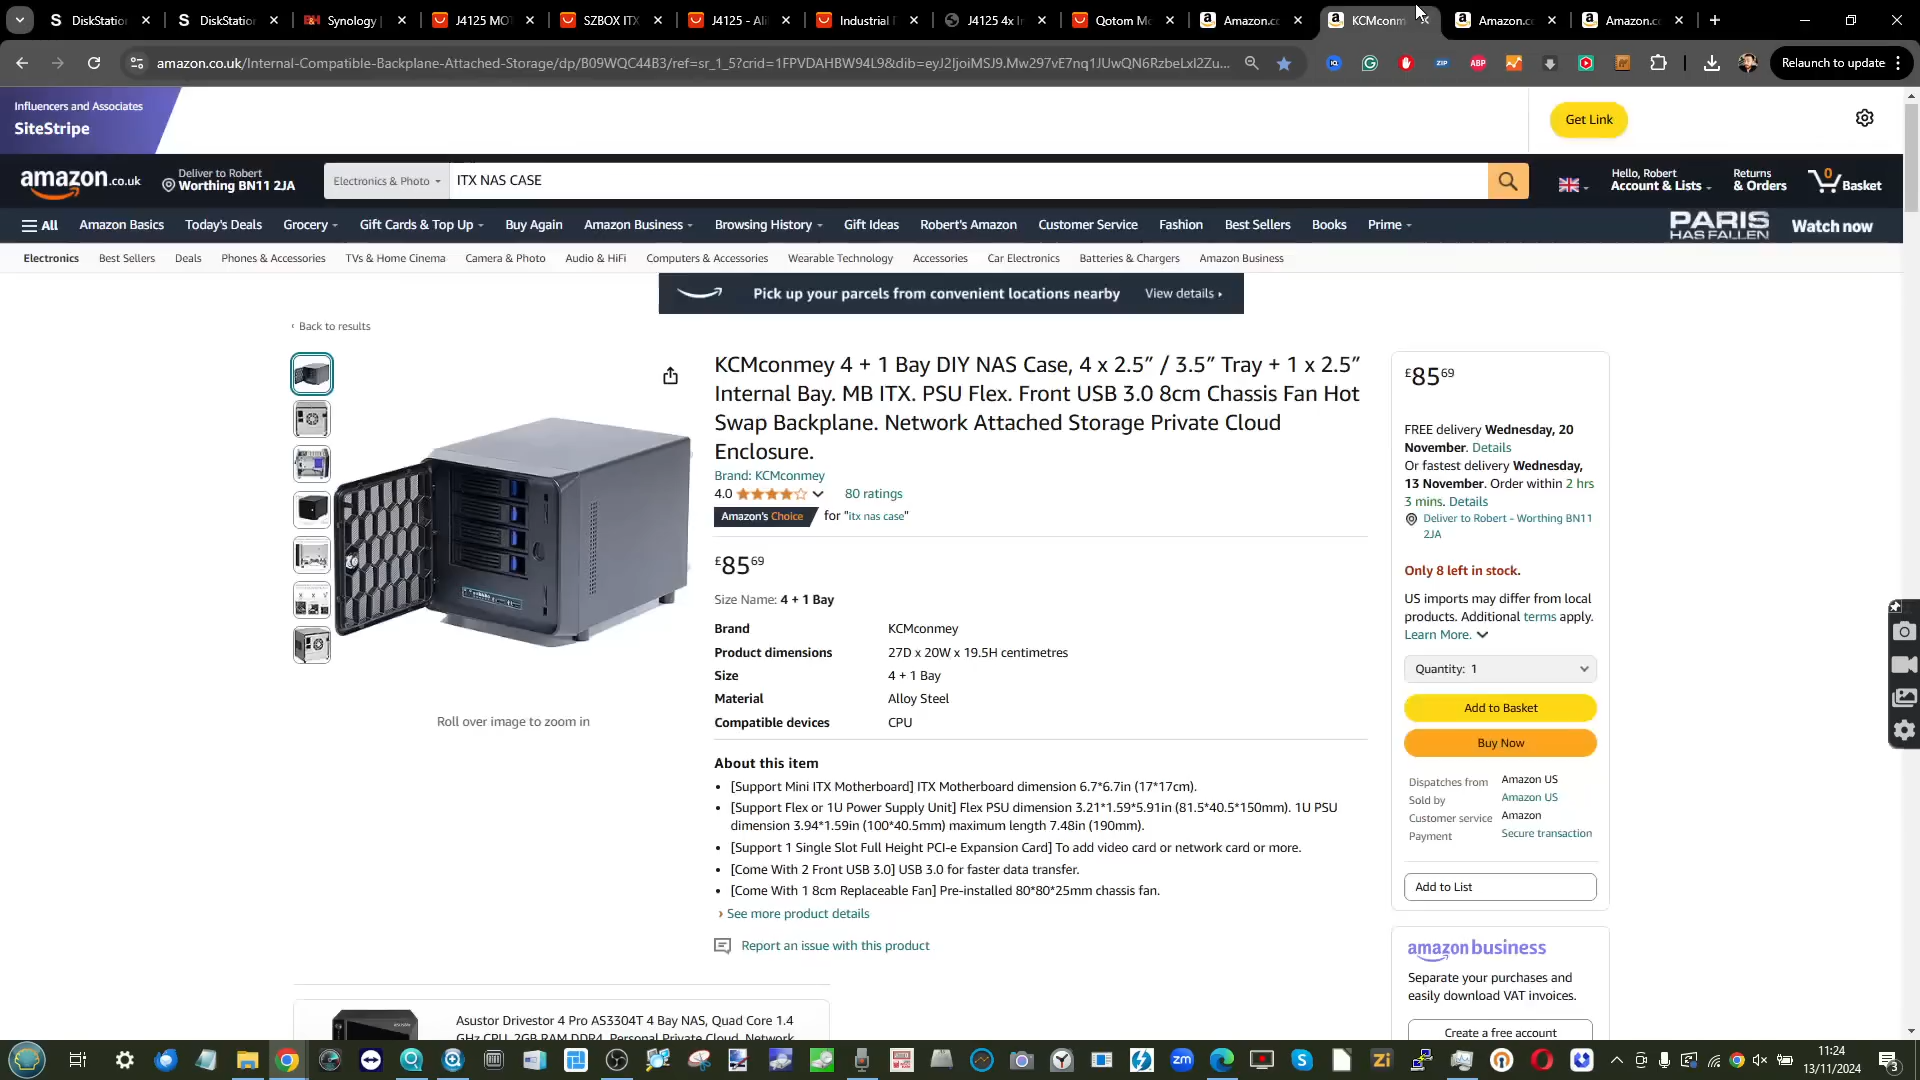 DiskStation
DiskStation
Synology
J4125 MO
SZBOX ITX
J4125 - Ali
Industrial
J4125 4x In
Qotom Mo
Amazon.co
KCMconm
Amazon.co
Amazon.co
amazon.co.uk/Internal-Compatible-Backplane-Attached-Storage/dp/B09WQC44B3/ref=sr_1_5?crid=1FPVDAHBW94L9&dib=eyJ2IjoiMSJ9.Mw297vE7nq1JUwQN6RzbeLxl2Zu...
Relaunch to update
Influencers and Associates
SiteStripe
Get Link
amazon.co.uk
Deliver to Robert
Worthing BN11 2JA
Electronics & Photo
ITX NAS CASE
Hello, Robert
Account & Lists
Returns
& Orders
0
Basket
All
Amazon Basics
Today's Deals
Grocery
Gift Cards & Top Up
Buy Again
Amazon Business
Browsing History
Gift Ideas
Robert's Amazon
Customer Service
Fashion
Best Sellers
Books
Prime
PARIS
HAS FALLEN
Watch now
Electronics
Best Sellers
Deals
Phones & Accessories
TVs & Home Cinema
Camera & Photo
Audio & HiFi
Computers & Accessories
Wearable Technology
Accessories
Car Electronics
Batteries & Chargers
Amazon Business
Pick up your parcels from convenient locations nearby
View details ›
‹ Back to results
KCMconmey 4 + 1 Bay DIY NAS Case, 4 x 2.5” / 3.5” Tray + 1 x 2.5”
Internal Bay. MB ITX. PSU Flex. Front USB 3.0 8cm Chassis Fan Hot
Swap Backplane. Network Attached Storage Private Cloud
Enclosure.
Brand: KCMconmey
4.0
80 ratings
Amazon's Choice
for "itx nas case"
£8569
Size Name: 4 + 1 Bay
Brand KCMconmey
Product dimensions 27D x 20W x 19.5H centimetres
Size 4 + 1 Bay
Material Alloy Steel
Compatible devices CPU
About this item
• [Support Mini ITX Motherboard] ITX Motherboard dimension 6.7*6.7in (17*17cm).
• [Support Flex or 1U Power Supply Unit] Flex PSU dimension 3.21*1.59*5.91in (81.5*40.5*150mm). 1U PSU
dimension 3.94*1.59in (100*40.5mm) maximum length 7.48in (190mm).
• [Support 1 Single Slot Full Height PCI-e Expansion Card] To add video card or network card or more.
• [Come With 2 Front USB 3.0] USB 3.0 for faster data transfer.
• [Come With 1 8cm Replaceable Fan] Pre-installed 80*80*25mm chassis fan.
› See more product details
Report an issue with this product
Roll over image to zoom in
Asustor Drivestor 4 Pro AS3304T 4 Bay NAS, Quad Core 1.4
GHz CPU, 2GB RAM DDR4, Personal Private Cloud, Network
£8569
FREE delivery Wednesday, 20
November. Details
Or fastest delivery Wednesday,
13 November. Order within 2 hrs
3 mins. Details
Deliver to Robert - Worthing BN11
2JA
Only 8 left in stock.
US imports may differ from local
products. Additional terms apply.
Learn More.
Quantity: 1
Add to Basket
Buy Now
Dispatches from Amazon US
Sold by Amazon US
Customer service Amazon
Payment Secure transaction
Add to List
amazon business
Separate your purchases and
easily download VAT invoices.
Create a free account
11:24
13/11/2024
3